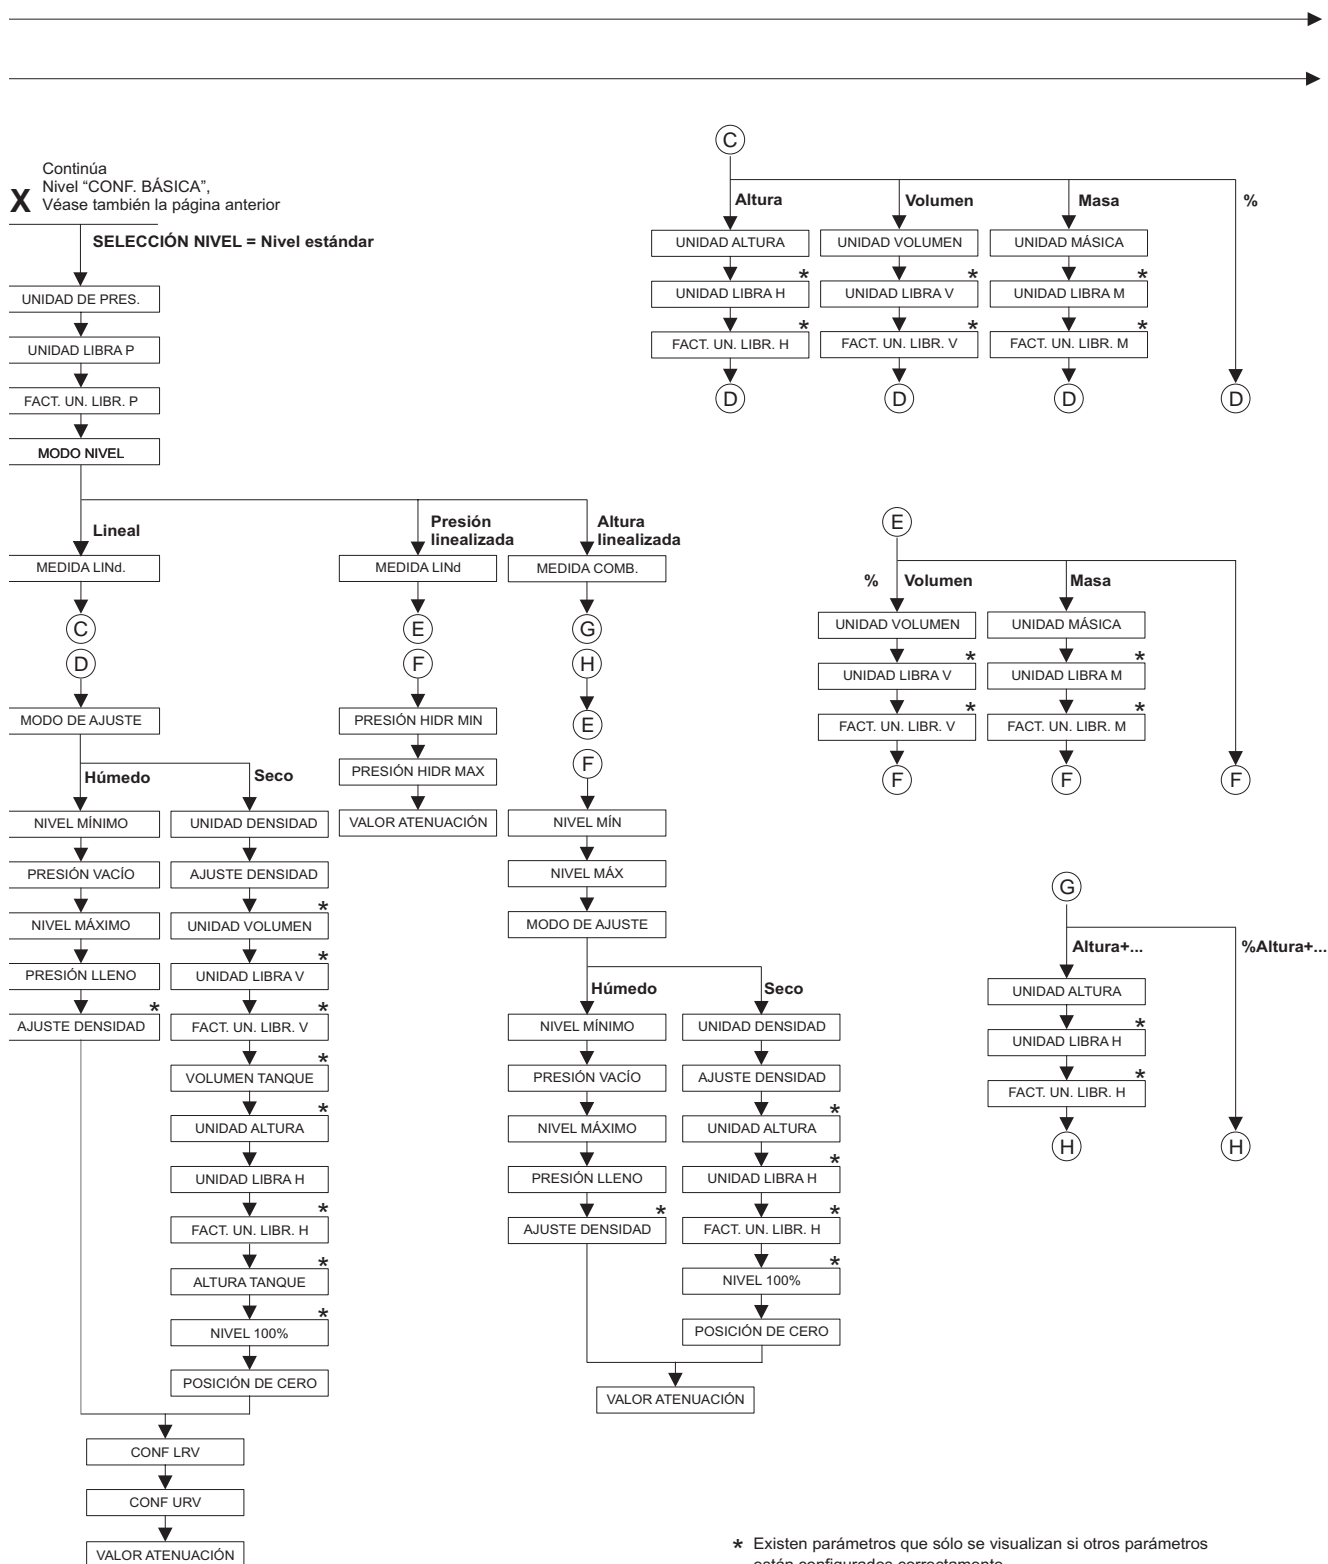 Continúa
Nivel “CONF. BÁSICA”,
X Véase también la página anterior
SELECCIÓN NIVEL = Nivel estándar
UNIDAD DE PRES.
UNIDAD LIBRA P
FACT. UN. LIBR. P
MODO NIVEL
Lineal
Presión
linealizada
Altura
linealizada
MEDIDA LINd.
C
D
MODO DE AJUSTE
Húmedo
Seco
NIVEL MÍNIMO
PRESIÓN VACÍO
NIVEL MÁXIMO
PRESIÓN LLENO
*
AJUSTE DENSIDAD
UNIDAD DENSIDAD
AJUSTE DENSIDAD
*
UNIDAD VOLUMEN
*
UNIDAD LIBRA V
*
FACT. UN. LIBR. V
*
VOLUMEN TANQUE
*
UNIDAD ALTURA
*
UNIDAD LIBRA H
*
FACT. UN. LIBR. H
*
ALTURA TANQUE
*
NIVEL 100%
POSICIÓN DE CERO
CONF LRV
CONF URV
VALOR ATENUACIÓN
MEDIDA LINd
E
F
PRESIÓN HIDR MIN
PRESIÓN HIDR MAX
VALOR ATENUACIÓN
MEDIDA COMB.
G
H
E
F
NIVEL MÍN
NIVEL MÁX
MODO DE AJUSTE
Húmedo
Seco
NIVEL MÍNIMO
PRESIÓN VACÍO
NIVEL MÁXIMO
PRESIÓN LLENO
*
AJUSTE DENSIDAD
UNIDAD DENSIDAD
AJUSTE DENSIDAD
*
UNIDAD ALTURA
*
UNIDAD LIBRA H
*
FACT. UN. LIBR. H
*
NIVEL 100%
POSICIÓN DE CERO
VALOR ATENUACIÓN
C
Altura
Volumen
Masa
%
UNIDAD ALTURA
*
UNIDAD LIBRA H
*
FACT. UN. LIBR. H
D
UNIDAD VOLUMEN
*
UNIDAD LIBRA V
*
FACT. UN. LIBR. V
D
UNIDAD MÁSICA
*
UNIDAD LIBRA M
*
FACT. UN. LIBR. M
D
D
E
% Volumen
Masa
UNIDAD VOLUMEN
*
UNIDAD LIBRA V
*
FACT. UN. LIBR. V
F
UNIDAD MÁSICA
*
UNIDAD LIBRA M
*
FACT. UN. LIBR. M
F
F
G
Altura+...
%Altura+...
UNIDAD ALTURA
*
UNIDAD LIBRA H
*
FACT. UN. LIBR. H
H
H
* Existen parámetros que sólo se visualizan si otros parámetros
están configurados correctamente